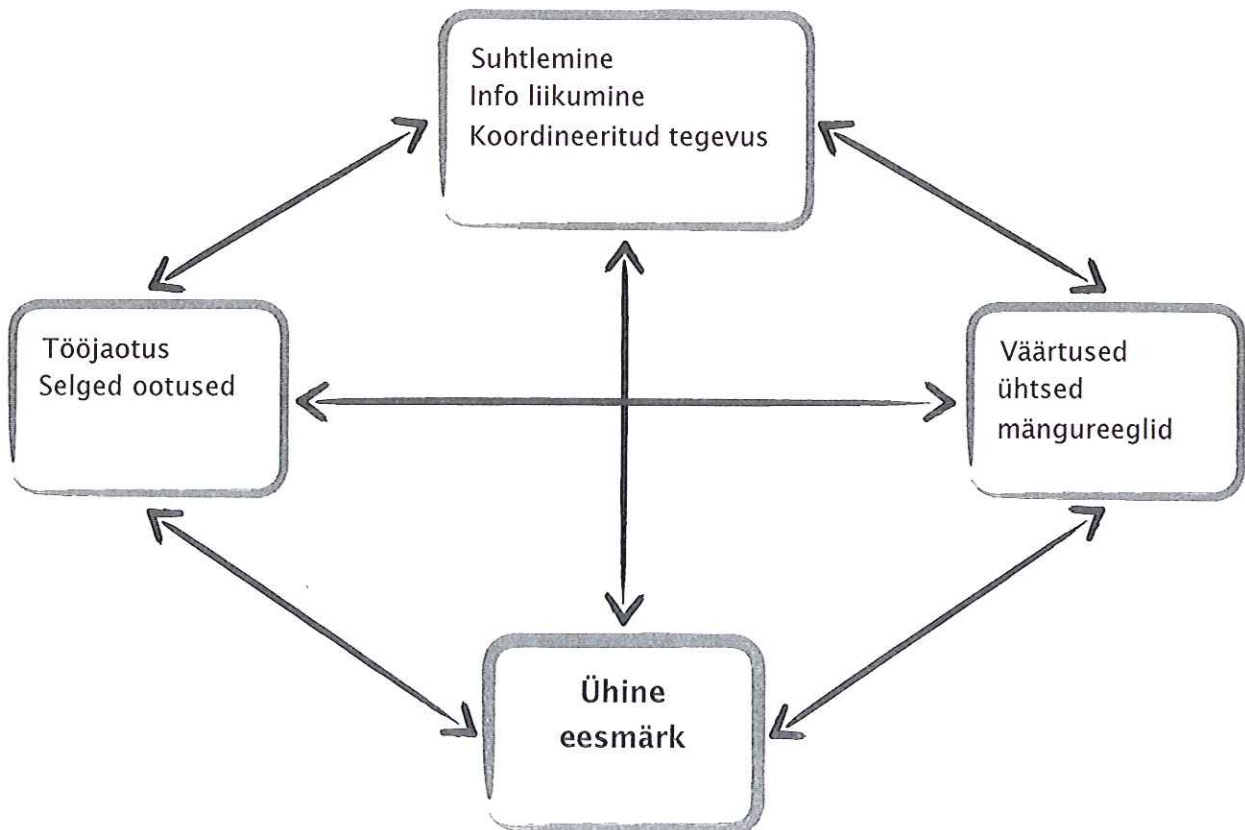 Suhtlemine
Info liikumine
Koordineeritud tegevus
Tööjaotus
Selged ootused
Väärtused
ühtsed
mängureeglid
Ühine
eesmärk